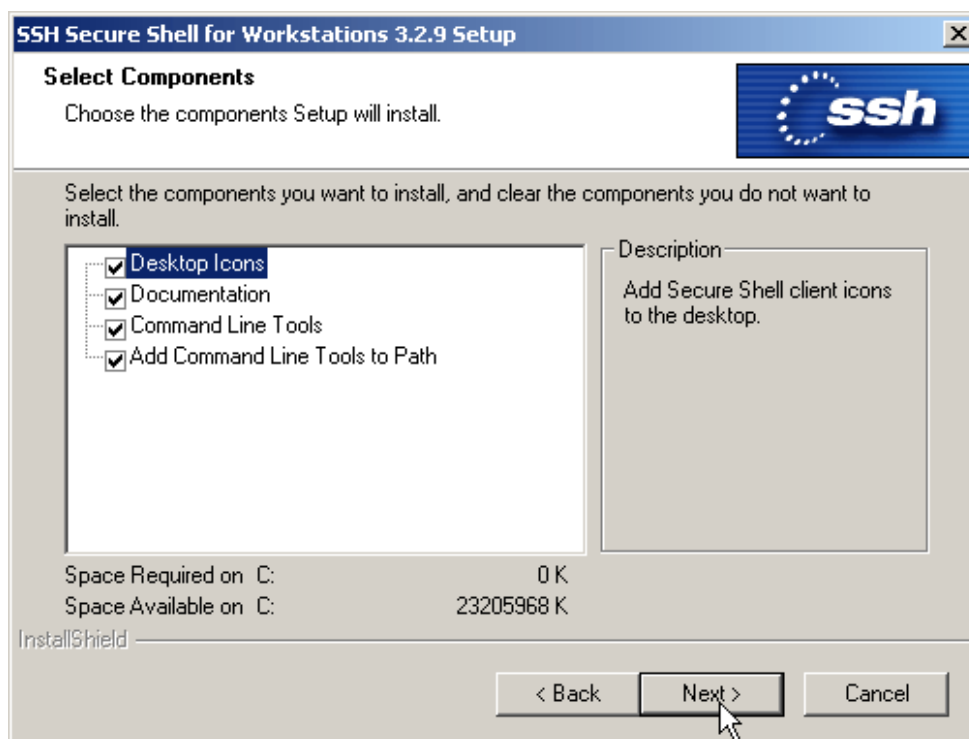 SSH Secure Shell for Workstations 3.2.9 Setup
Select Components
Choose the components Setup will install.
ssh
Select the components you want to install, and clear the components you do not want to
install.
Desktop Icons
Documentation
Command Line Tools
Add Command Line Tools to Path
Description
Add Secure Shell client icons
to the desktop.
Space Required on C: 0 K
Space Available on C: 23205968 K
InstallShield
< Back Next > Cancel